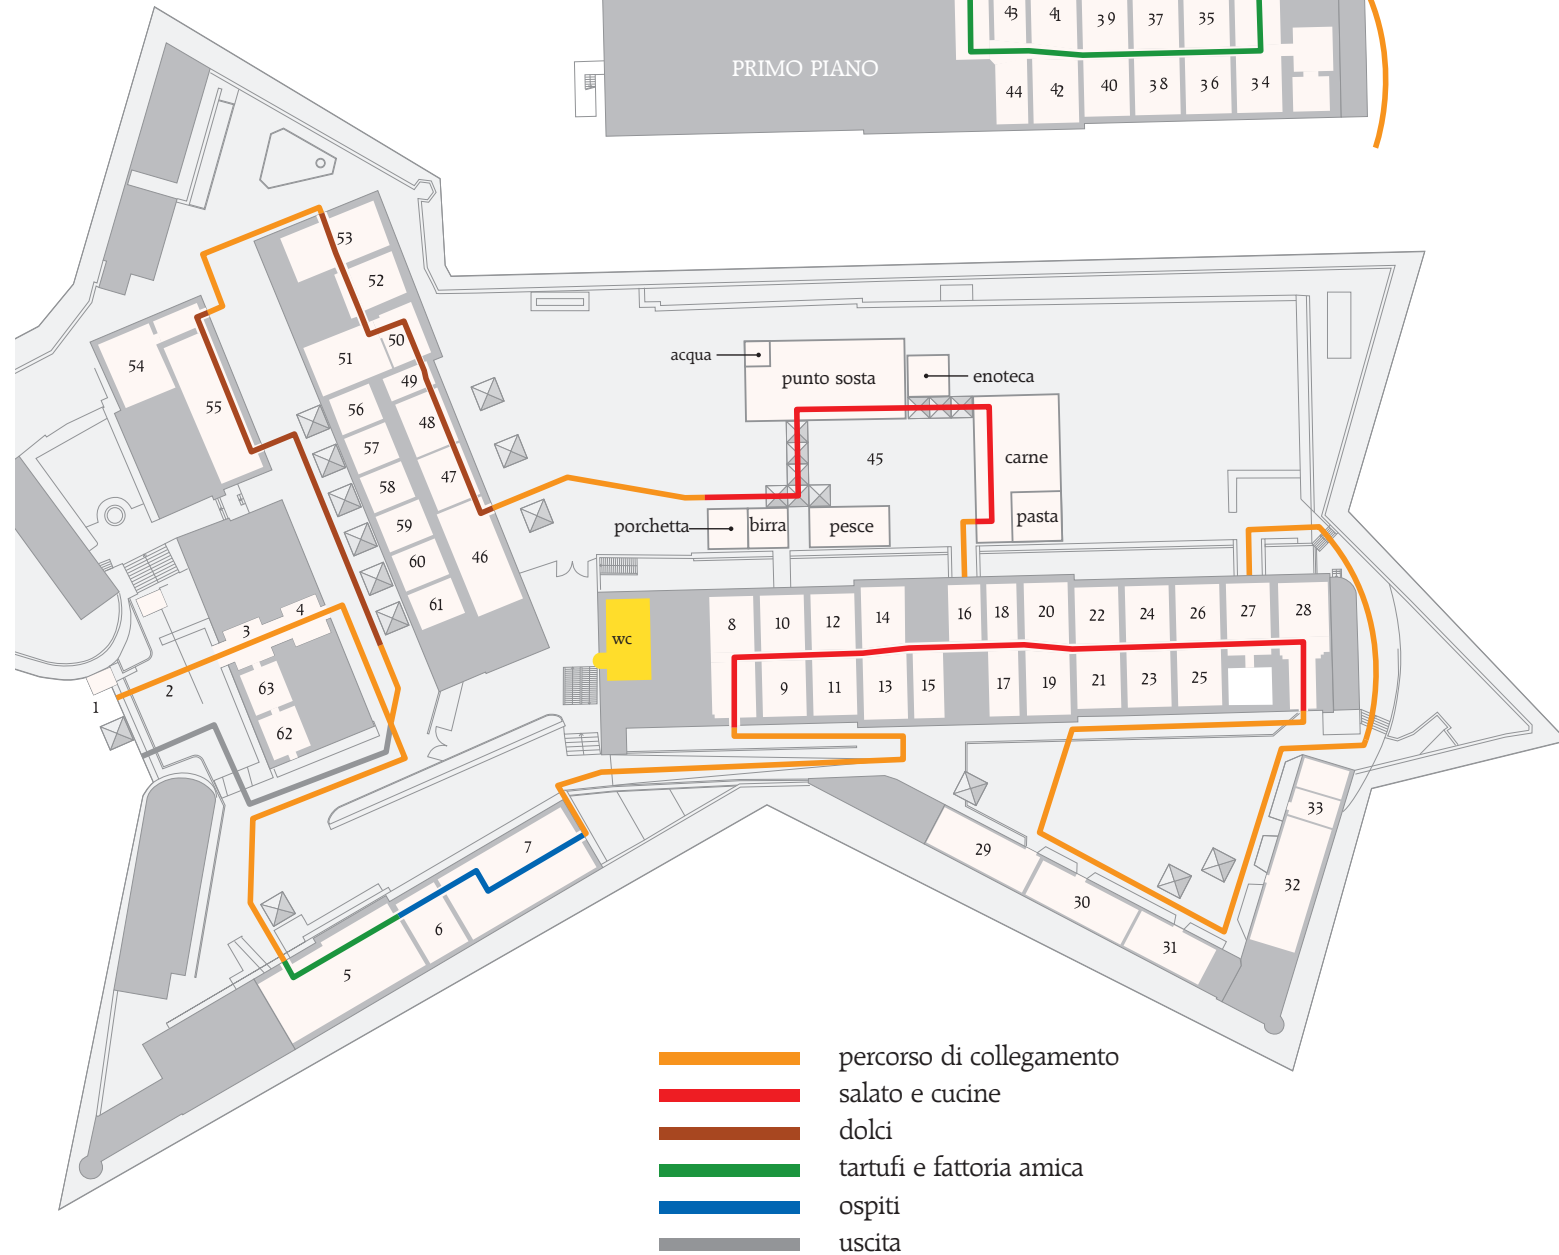 43 41 39 37 35
PRIMO PIANO
44 42 40 38 36 34
53
52
50
51
54
49
55
56
48
57
47
58
59
46
60
61
acqua
punto sosta
enoteca
45
carne
porchetta
birra
pesce
pasta
wc
8 10 12 14 16 18 20 22 24 26 27 28
9 11 13 15 17 19 21 23 25
4
3
63
2
1
62
7
6
5
29
30
31
33
32
percorso di collegamento
salato e cucine
dolci
tartufi e fattoria amica
ospiti
uscita